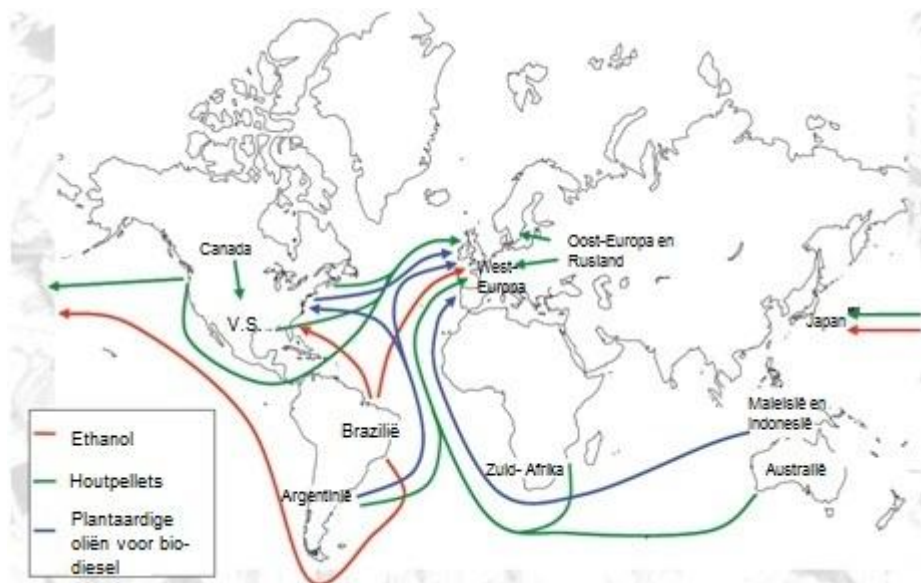 Canada
Oost-Europa en
Rusland
West-
Europa
V.S.
Japan
Brazilië
Maleisië en
Indonesië
Zuid- Afrika
Australië
Argentinië
Ethanol
Houtpellets
Plantaardige
oliën voor bio-
diesel